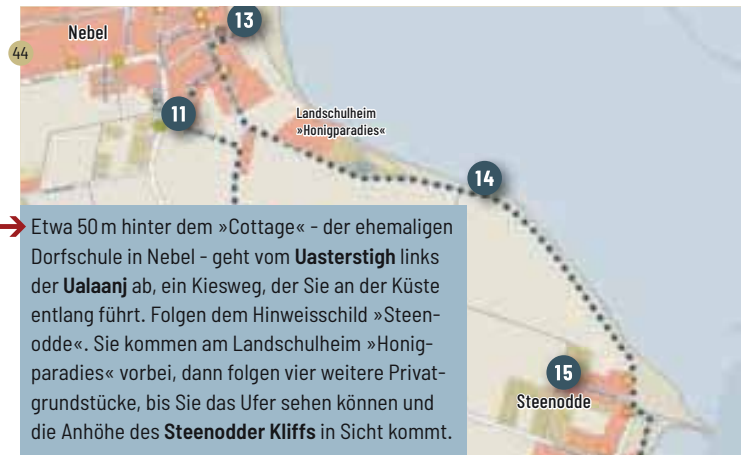 Nebel
13
44
11
Landschulheim
»Honigparadies«
14
Etwa 50 m hinter dem »Cottage« - der ehemaligen
Dorfschule in Nebel - geht vom Uasterstigh links
der Ualaanj ab, ein Kiesweg, der Sie an der Küste
entlang führt. Folgen dem Hinweisschild »Steen-
odde«. Sie kommen am Landschulheim »Honig-
paradies« vorbei, dann folgen vier weitere Privat-
grundstücke, bis Sie das Ufer sehen können und
die Anhöhe des Steenodder Kliffs in Sicht kommt.
15
Steenodde